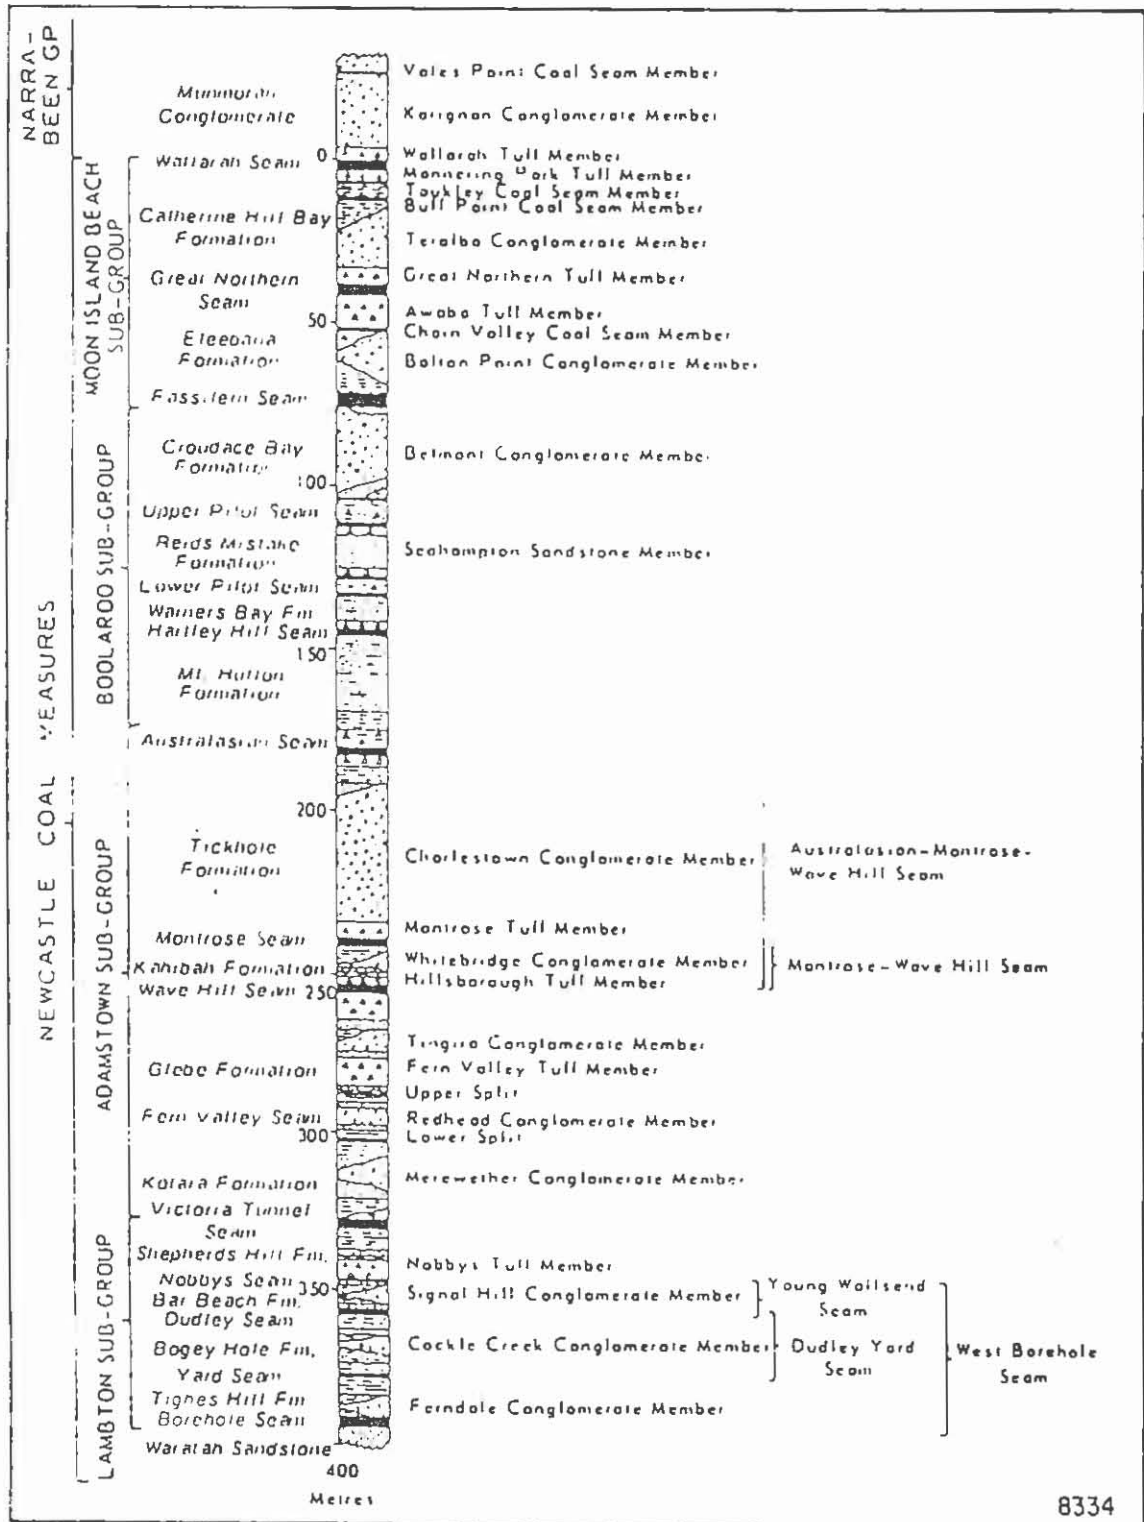 NARRA-
BEEN GP
NEWCASTLE COAL MEASURES
MOON ISLAND BEACH
SUB-GROUP
BOOLAROO SUB-GROUP
ADAMSTOWN SUB-GROUP
LAMBTON SUB-GROUP
Munmorah
Conglomerate
Wallarah Seam
Catherine Hill Bay
Formation
Great Northern
Seam
Eleebana
Formation
Fassifern Seam
Croudace Bay
Formation
Upper Pilot Seam
Reids Mistake
Formation
Lower Pilot Seam
Warners Bay Fm
Hartley Hill Seam
Mt. Hutton
Formation
Australasian Seam
Tickhole
Formation
Montrose Seam
Kahibah Formation
Wave Hill Seam
Glebe Formation
Fern Valley Seam
Kotara Formation
Victoria Tunnel
Seam
Shepherds Hill Fm.
Nobbys Seam
Bar Beach Fm.
Dudley Seam
Bogey Hole Fm.
Yard Seam
Tighes Hill Fm
Borehole Seam
Waratah Sandstone
0
50
100
150
200
250
300
350
400
Metres
Vales Point Coal Seam Member
Karignan Conglomerate Member
Wallarah Tuff Member
Mannering Park Tuff Member
Toukley Coal Seam Member
Buff Point Coal Seam Member
Teralba Conglomerate Member
Great Northern Tuff Member
Awaba Tuff Member
Chain Valley Coal Seam Member
Bolton Point Conglomerate Member
Belmont Conglomerate Member
Seahampton Sandstone Member
Charlestown Conglomerate Member
Montrose Tuff Member
Whitebridge Conglomerate Member
Hillsborough Tuff Member
Tingira Conglomerate Member
Fern Valley Tuff Member
Upper Split
Redhead Conglomerate Member
Lower Split
Merewether Conglomerate Member
Nobbys Tuff Member
Signal Hill Conglomerate Member
Cockle Creek Conglomerate Member
Ferndale Conglomerate Member
Australasian-Montrose-
Wave Hill Seam
Montrose-Wave Hill Seam
Young Wallsend
Seam
Dudley Yard
Seam
West Borehole
Seam
8334